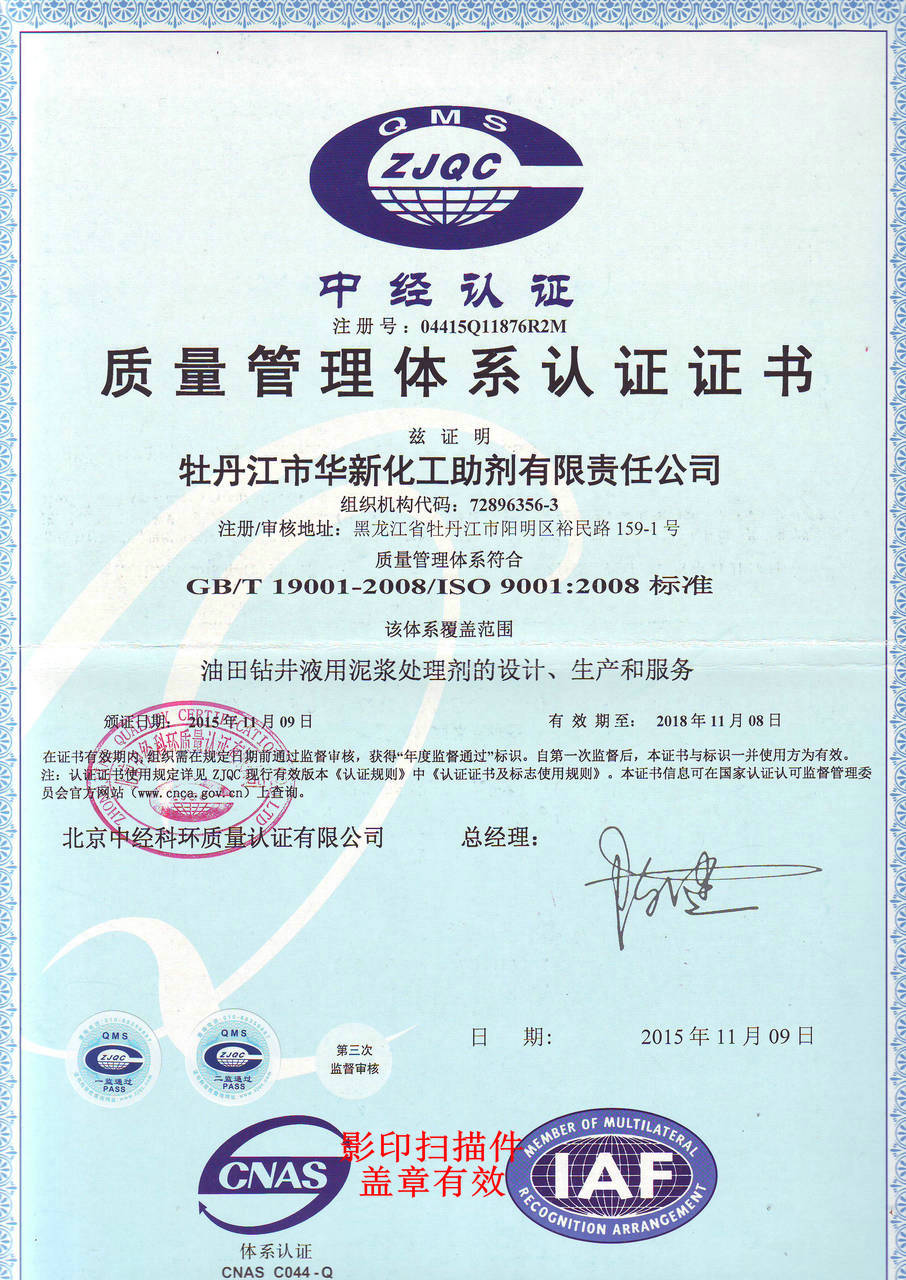 QMS
ZJQC
中经认证
注册号：04415Q11876R2M
质量管理体系认证证书
兹证明
牡丹江市华新化工助剂有限责任公司
组织机构代码：72896356-3
注册/审核地址：黑龙江省牡丹江市阳明区裕民路 159-1 号
质量管理体系符合
GB/T 19001-2008/ISO 9001:2008 标准
该体系覆盖范围
油田钻井液用泥浆处理剂的设计、生产和服务
颁证日期： 2015 年 11 月 09 日
有效期至： 2018 年 11 月 08 日
在证书有效期内,组织需在规定日期前通过监督审核，获得“年度监督通过”标识。自第一次监督后，本证书与标识一并使用方为有效。
注：认证证书使用规定详见 ZJQC 现行有效版本《认证规则》中《认证证书及标志使用规则》。本证书信息可在国家认证认可监督管理委
员会官方网站（www.cnca.gov.cn）上查询。
北京中经科环质量认证有限公司
总经理：
日 期： 2015 年 11 月 09 日
QMS
ZJQC
一监通过
PASS
QMS
ZJQC
二监通过
PASS
第三次
监督审核
CNAS
体系认证
CNAS C044-Q
影印扫描件
盖章有效
MEMBER OF MULTILATERAL
IAF
RECOGNITION ARRANGEMENT